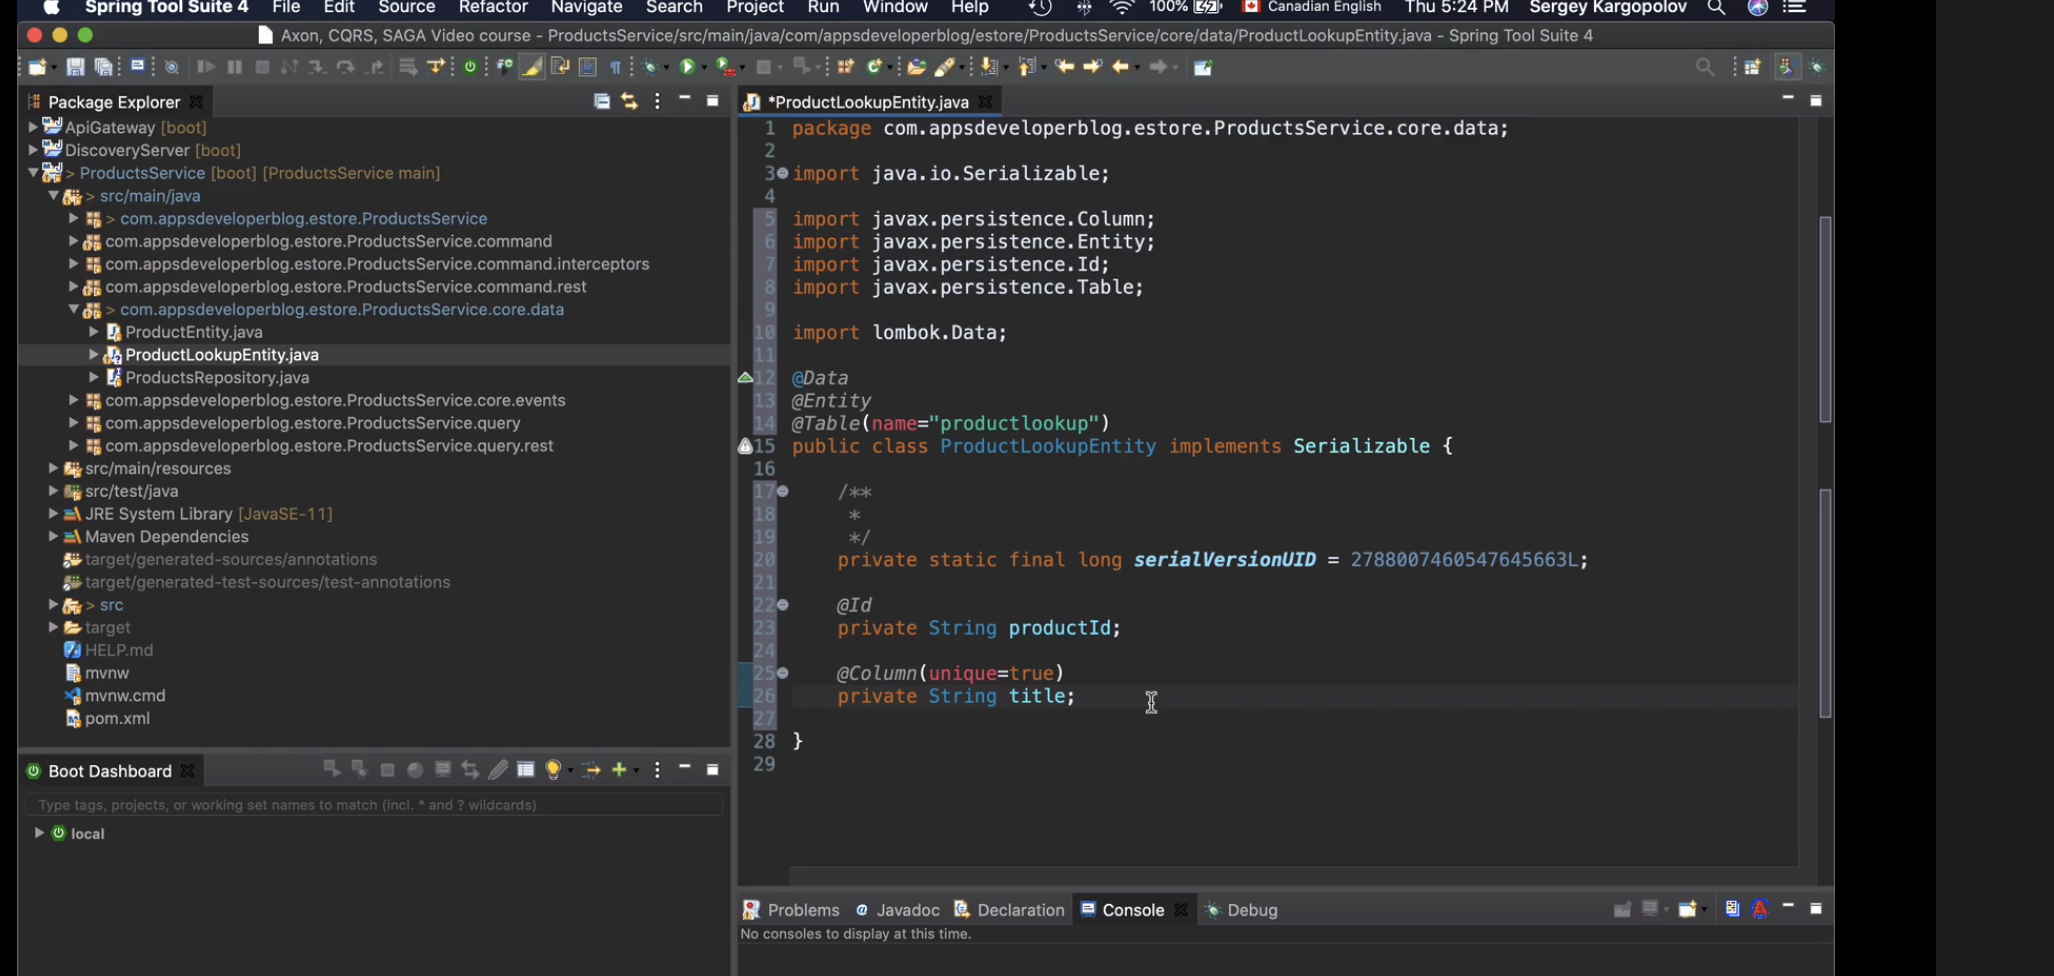 Spring Tool Suite 4 File Edit Source Refactor Navigate Search Project Run Window Help 100% Canadian English Thu 5:24 PM Sergey Kargopolov
Axon, CQRS, SAGA Video course - ProductsService/src/main/java/com/appsdeveloperblog/estore/ProductsService/core/data/ProductLookupEntity.java - Spring Tool Suite 4
Package Explorer
ApiGateway [boot]
DiscoveryServer [boot]
> ProductsService [boot] [ProductsService main]
> src/main/java
> com.appsdeveloperblog.estore.ProductsService
com.appsdeveloperblog.estore.ProductsService.command
com.appsdeveloperblog.estore.ProductsService.command.interceptors
com.appsdeveloperblog.estore.ProductsService.command.rest
> com.appsdeveloperblog.estore.ProductsService.core.data
ProductEntity.java
ProductLookupEntity.java
ProductsRepository.java
com.appsdeveloperblog.estore.ProductsService.core.events
com.appsdeveloperblog.estore.ProductsService.query
com.appsdeveloperblog.estore.ProductsService.query.rest
src/main/resources
src/test/java
JRE System Library [JavaSE-11]
Maven Dependencies
target/generated-sources/annotations
target/generated-test-sources/test-annotations
> src
target
HELP.md
mvnw
mvnw.cmd
pom.xml
Boot Dashboard
Type tags, projects, or working set names to match (incl. * and ? wildcards)
local
*ProductLookupEntity.java
1 package com.appsdeveloperblog.estore.ProductsService.core.data;
2
3 import java.io.Serializable;
4
5 import javax.persistence.Column;
6 import javax.persistence.Entity;
7 import javax.persistence.Id;
8 import javax.persistence.Table;
9
10 import lombok.Data;
11
12 @Data
13 @Entity
14 @Table(name="productlookup")
15 public class ProductLookupEntity implements Serializable {
16
17 /**
18 *
19 */
20 private static final long serialVersionUID = 2788007460547645663L;
21
22 @Id
23 private String productId;
24
25 @Column(unique=true)
26 private String title;
27
28 }
29
Problems Javadoc Declaration Console Debug
No consoles to display at this time.